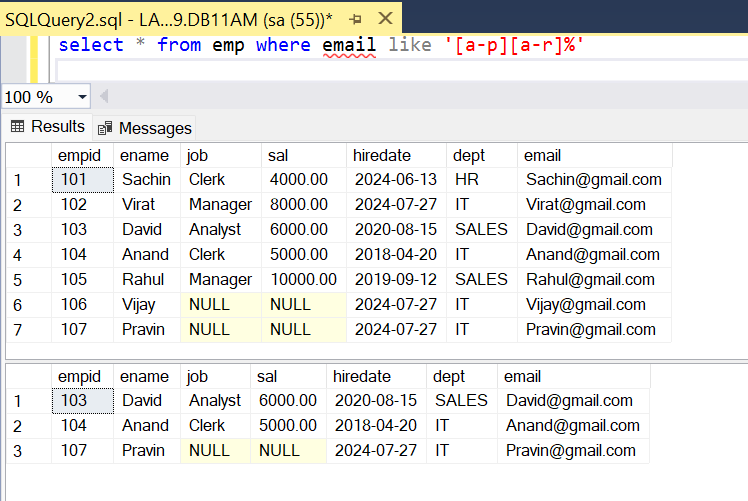 SQLQuery2.sql - LA...9.DB11AM (sa (55))*
select * from emp where email like '[a-p][a-r]%'
100 %
Results Messages
empid ename job sal hiredate dept email
1 101 Sachin Clerk 4000.00 2024-06-13 HR Sachin@gmail.com
2 102 Virat Manager 8000.00 2024-07-27 IT Virat@gmail.com
3 103 David Analyst 6000.00 2020-08-15 SALES David@gmail.com
4 104 Anand Clerk 5000.00 2018-04-20 IT Anand@gmail.com
5 105 Rahul Manager 10000.00 2019-09-12 SALES Rahul@gmail.com
6 106 Vijay NULL NULL 2024-07-27 IT Vijay@gmail.com
7 107 Pravin NULL NULL 2024-07-27 IT Pravin@gmail.com
empid ename job sal hiredate dept email
1 103 David Analyst 6000.00 2020-08-15 SALES David@gmail.com
2 104 Anand Clerk 5000.00 2018-04-20 IT Anand@gmail.com
3 107 Pravin NULL NULL 2024-07-27 IT Pravin@gmail.com